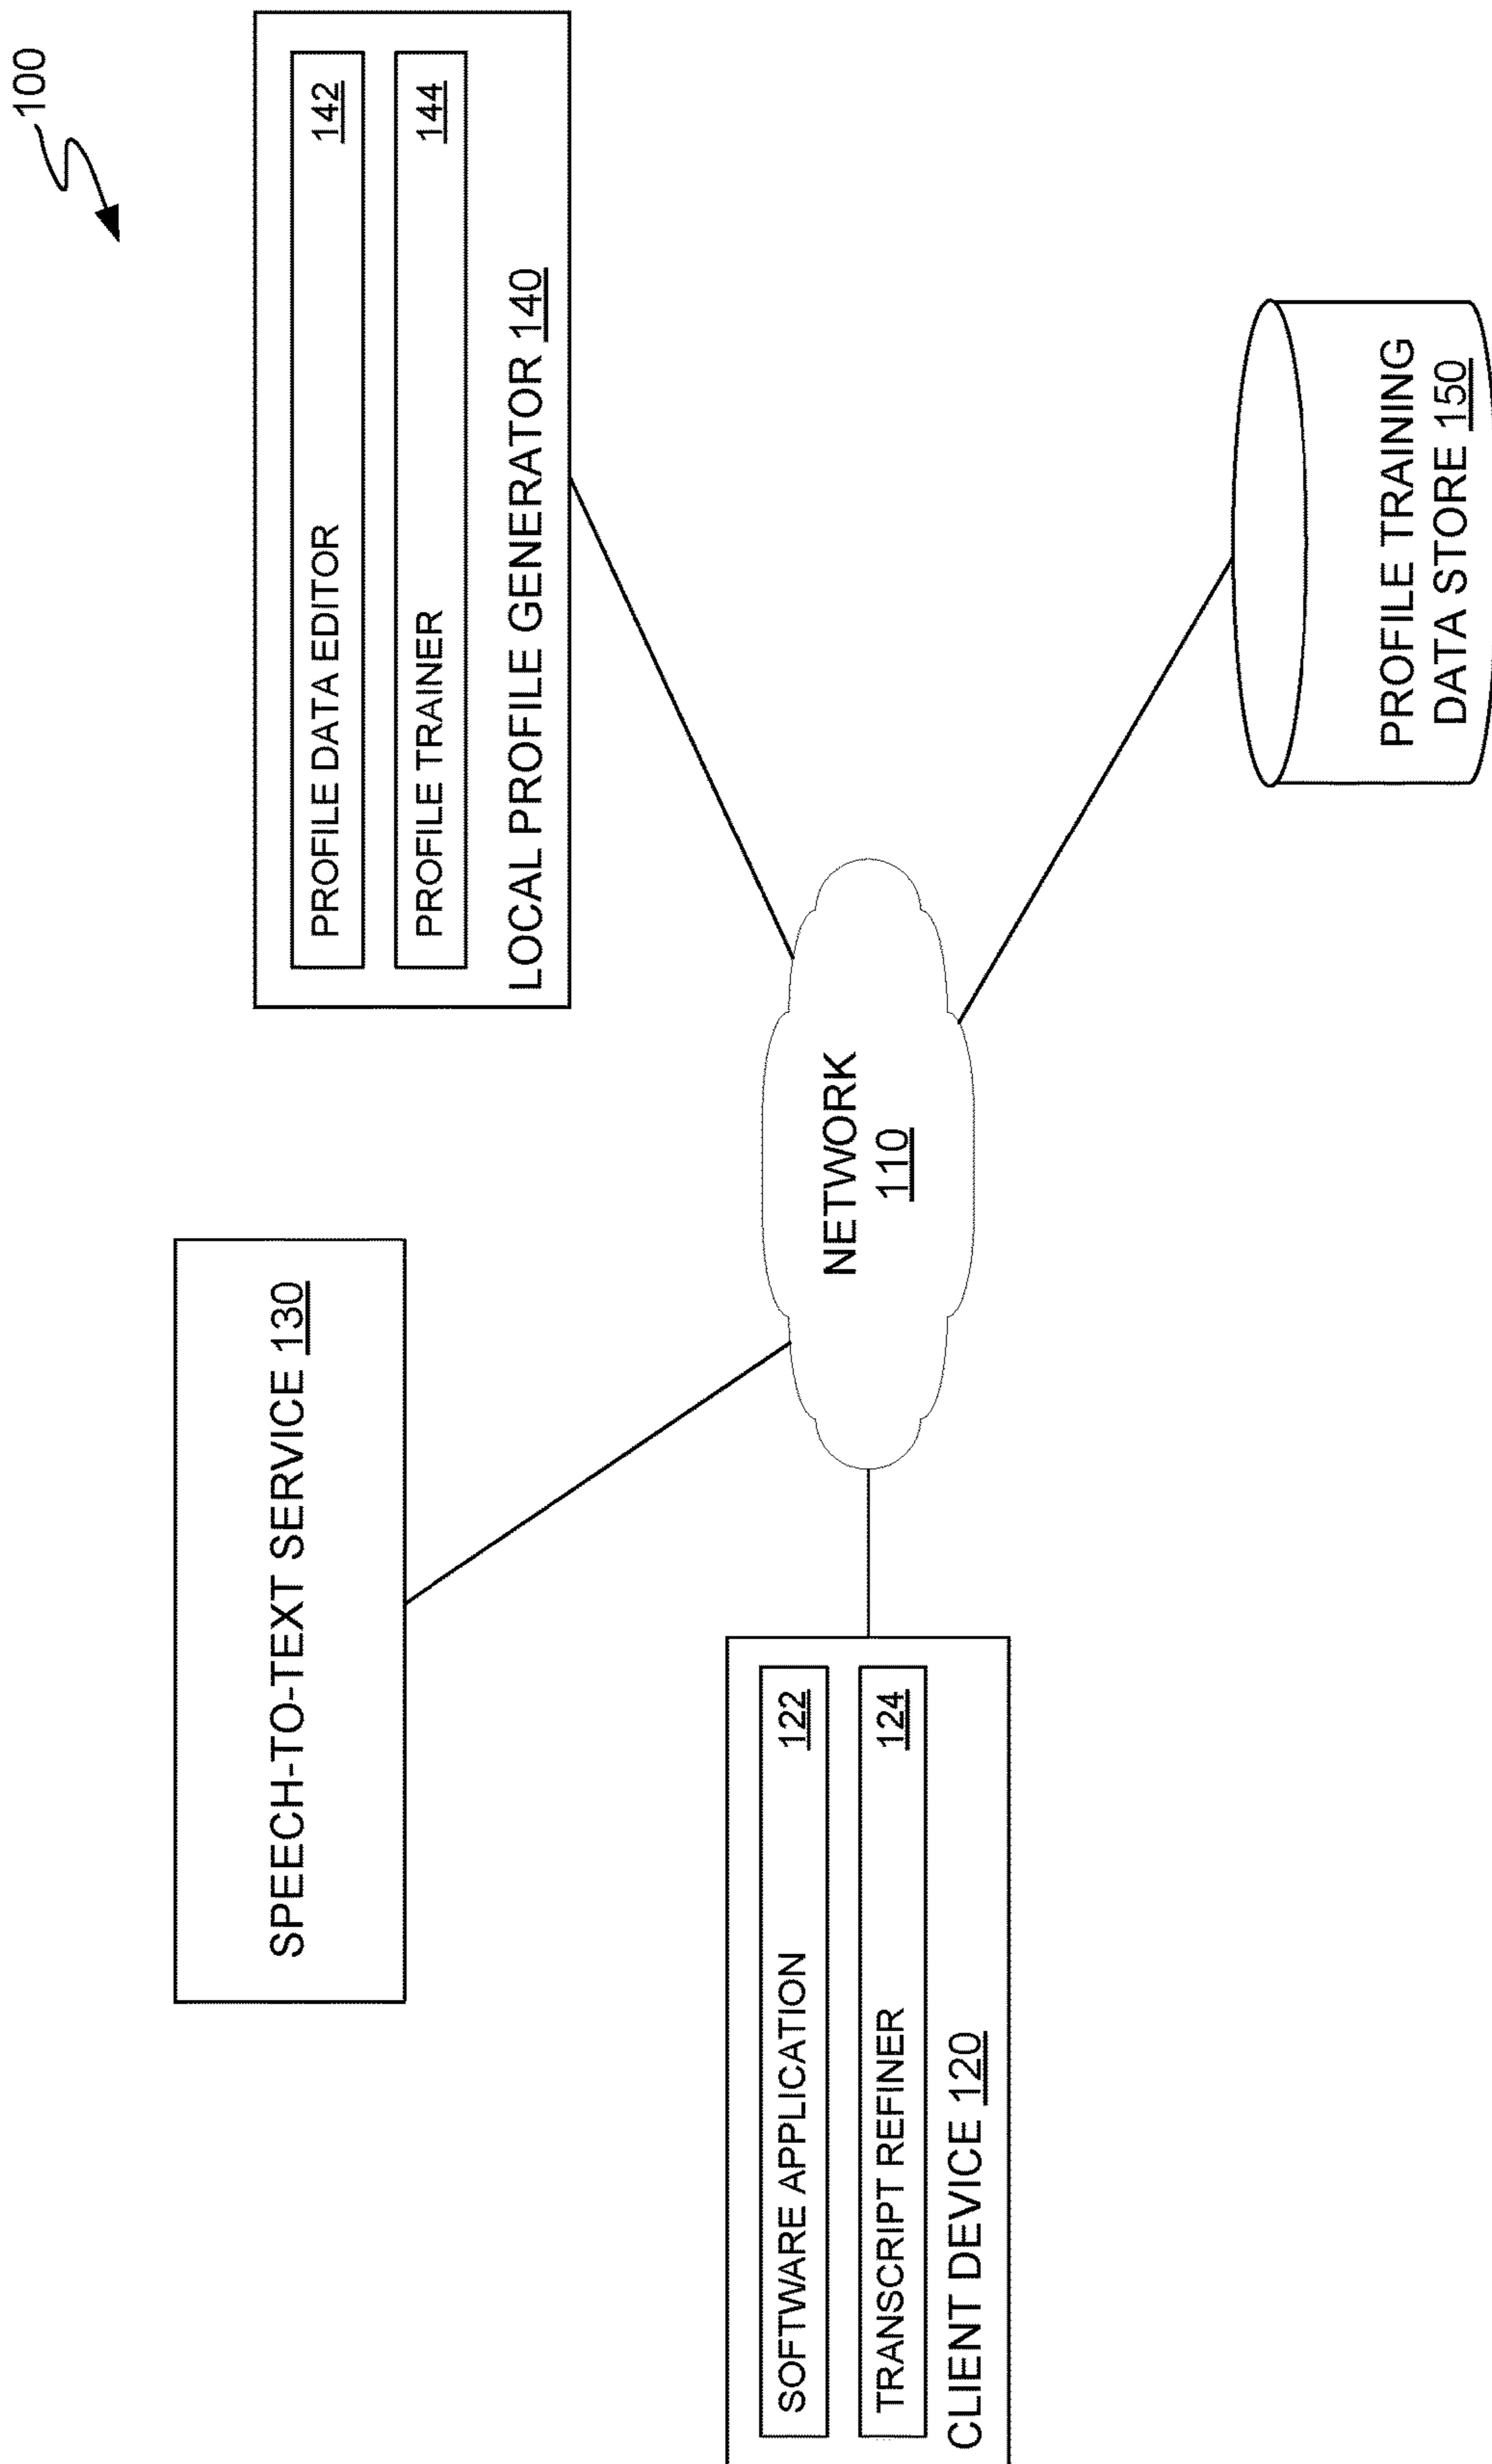 100
SPEECH-TO-TEXT SERVICE 130
PROFILE DATA EDITOR 142
PROFILE TRAINER 144
LOCAL PROFILE GENERATOR 140
SOFTWARE APPLICATION 122
TRANSCRIPT REFINER 124
CLIENT DEVICE 120
NETWORK
110
PROFILE TRAINING
DATA STORE 150